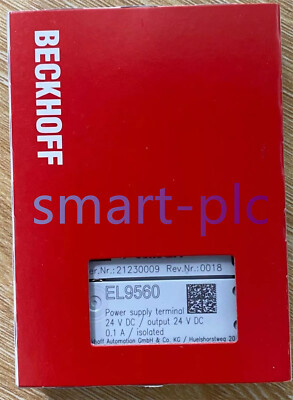 BECKHOFF
smart-plc
er.Nr.:21230009 Rev.Nr.:0018
EL9560
Power supply terminal
24 V DC / output 24 V DC
0.1 A / isolated
hoff Automation GmbH & Co. KG / Huelshorstweg 20